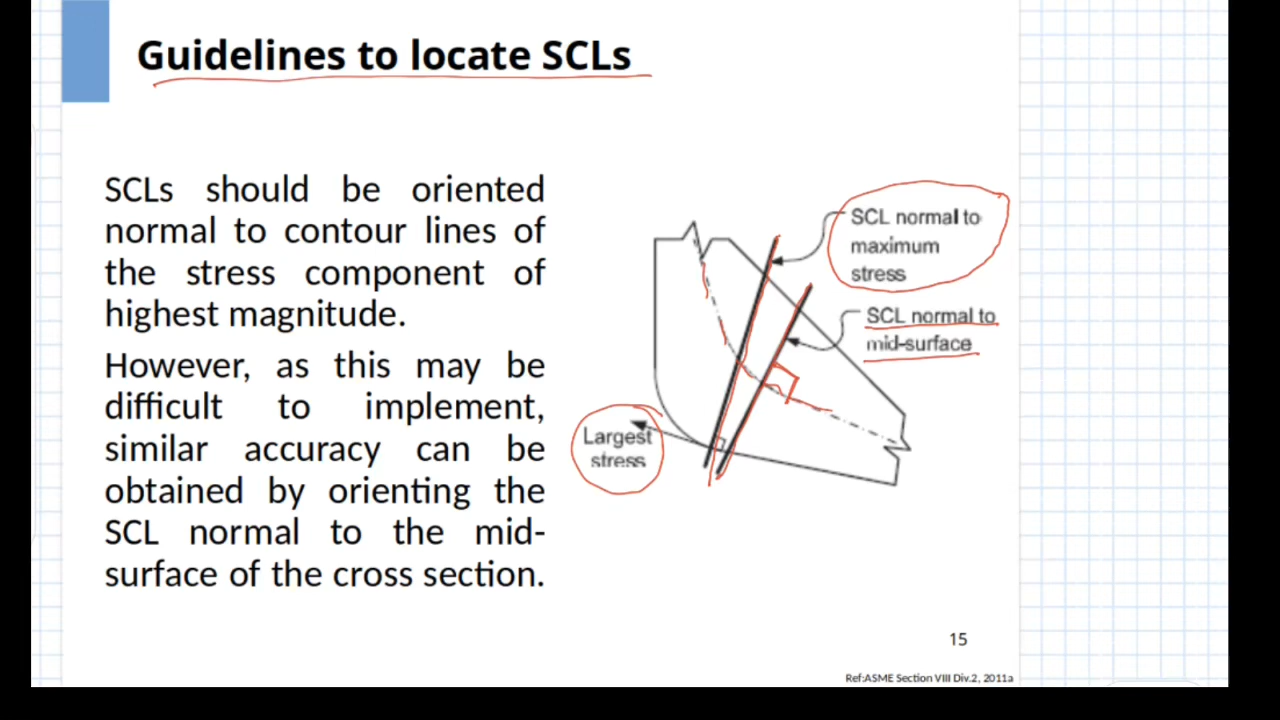 Guidelines to locate SCLs
SCLs should be oriented
normal to contour lines of
the stress component of
highest magnitude.
However, as this may be
difficult to implement,
similar accuracy can be
obtained by orienting the
SCL normal to the mid-
surface of the cross section.
SCL normal to
maximum
stress
SCL normal to
mid-surface
Largest
stress
15
Ref:ASME Section VIII Div.2, 2011a